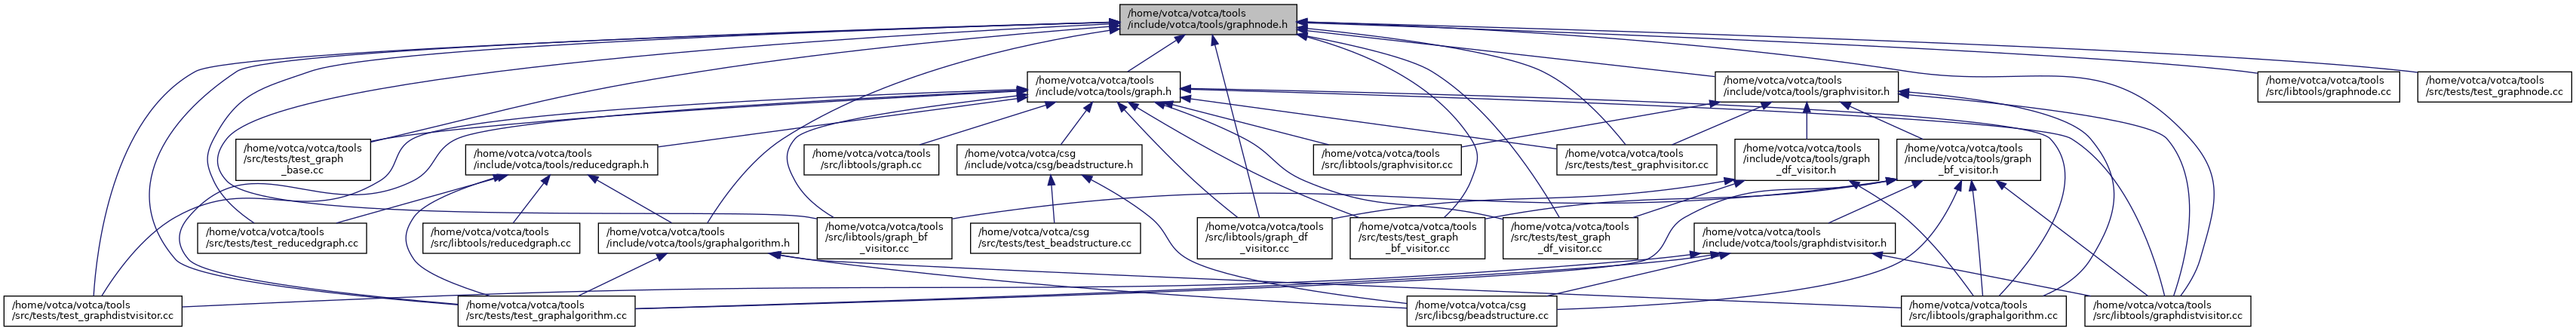 /home/votca/votca/tools
/include/votca/tools/graphnode.h
/home/votca/votca/tools
/include/votca/tools/graph.h
/home/votca/votca/tools
/include/votca/tools/graphvisitor.h
/home/votca/votca/tools
/src/libtools/graphnode.cc
/home/votca/votca/tools
/src/tests/test_graphnode.cc
/home/votca/votca/tools
/src/tests/test_graph
_base.cc
/home/votca/votca/tools
/include/votca/tools/reducedgraph.h
/home/votca/votca/tools
/src/libtools/graph.cc
/home/votca/votca/csg
/include/votca/csg/beadstructure.h
/home/votca/votca/tools
/src/libtools/graphvisitor.cc
/home/votca/votca/tools
/src/tests/test_graphvisitor.cc
/home/votca/votca/tools
/include/votca/tools/graph
_df_visitor.h
/home/votca/votca/tools
/include/votca/tools/graph
_bf_visitor.h
/home/votca/votca/tools
/src/tests/test_reducedgraph.cc
/home/votca/votca/tools
/src/libtools/reducedgraph.cc
/home/votca/votca/tools
/include/votca/tools/graphalgorithm.h
/home/votca/votca/tools
/src/libtools/graph_bf
_visitor.cc
/home/votca/votca/csg
/src/tests/test_beadstructure.cc
/home/votca/votca/tools
/src/libtools/graph_df
_visitor.cc
/home/votca/votca/tools
/src/tests/test_graph
_bf_visitor.cc
/home/votca/votca/tools
/src/tests/test_graph
_df_visitor.cc
/home/votca/votca/tools
/include/votca/tools/graphdistvisitor.h
/home/votca/votca/tools
/src/tests/test_graphdistvisitor.cc
/home/votca/votca/tools
/src/tests/test_graphalgorithm.cc
/home/votca/votca/csg
/src/libcsg/beadstructure.cc
/home/votca/votca/tools
/src/libtools/graphalgorithm.cc
/home/votca/votca/tools
/src/libtools/graphdistvisitor.cc